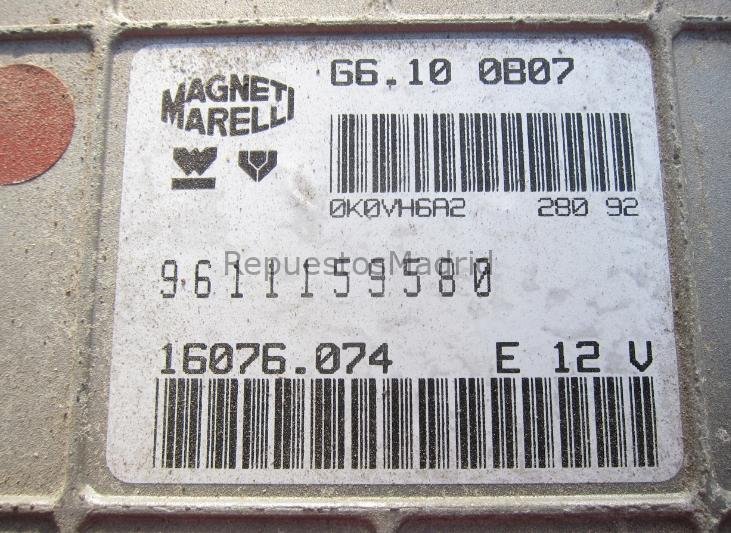 MAGNETI
MARELLI
G6.10 0B07
0K0VH6A2 280 92
RepuestosMadrid
9611159580
16076.074 E 12 V